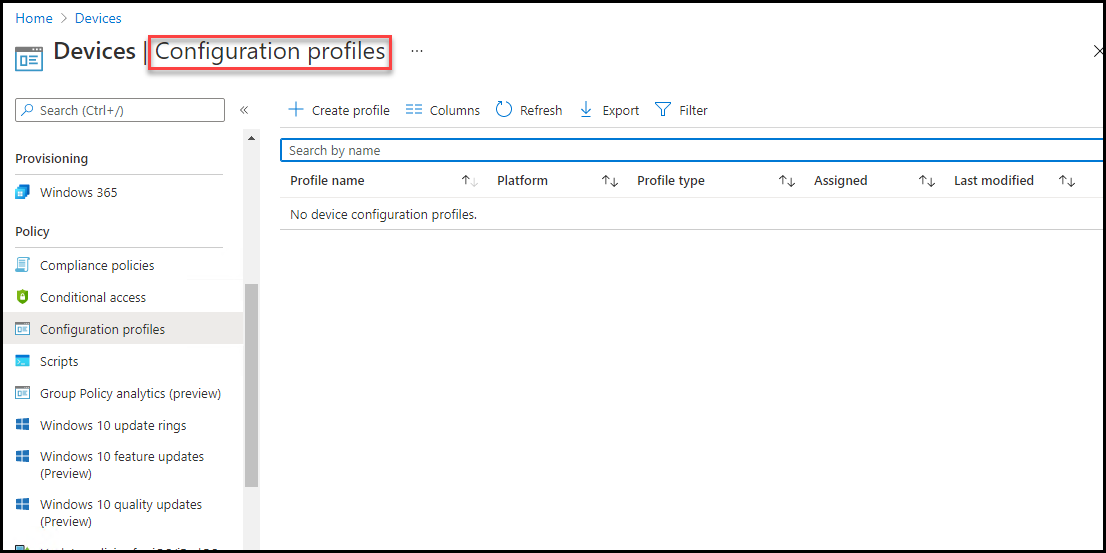 Home > Devices
Devices | Configuration profiles ...
Search (Ctrl+/) «
Create profile Columns Refresh Export Filter
Search by name
Profile name Platform Profile type Assigned Last modified
No device configuration profiles.
Provisioning
Windows 365
Policy
Compliance policies
Conditional access
Configuration profiles
Scripts
Group Policy analytics (preview)
Windows 10 update rings
Windows 10 feature updates
(Preview)
Windows 10 quality updates
(Preview)